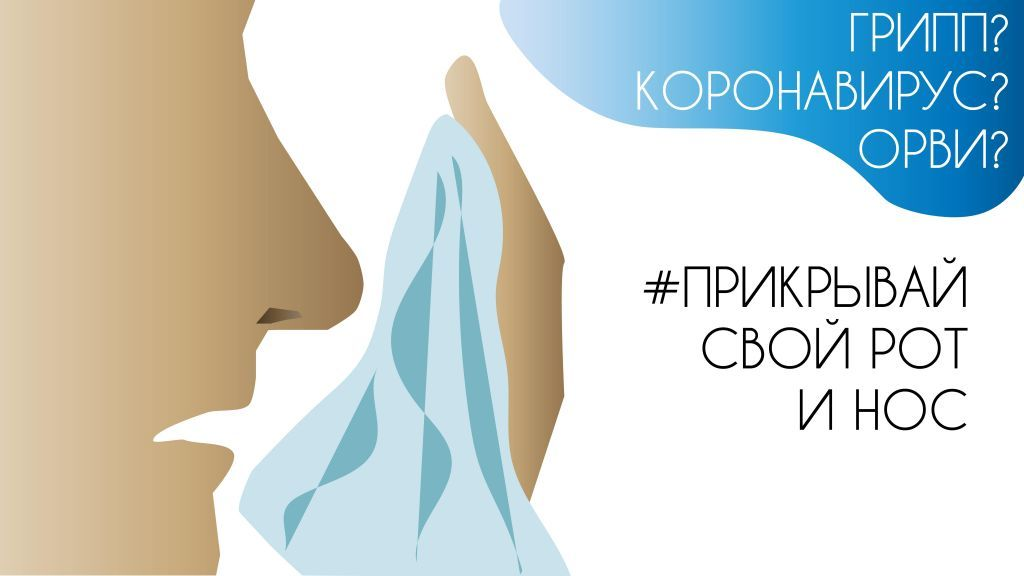 ГРИПП?
КОРОНАВИРУС?
ОРВИ?
#ПРИКРЫВАЙ
СВОЙ РОТ
И НОС